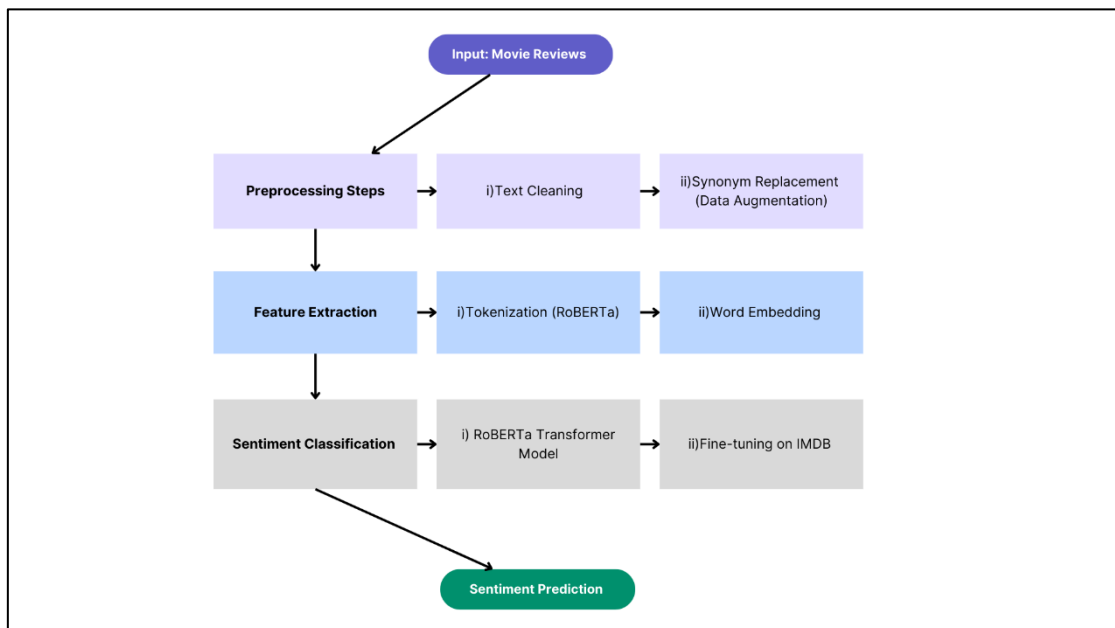 Input: Movie Reviews
Preprocessing Steps
i)Text Cleaning
ii)Synonym Replacement
(Data Augmentation)
Feature Extraction
i)Tokenization (RoBERTa)
ii)Word Embedding
Sentiment Classification
i) RoBERTa Transformer
Model
ii)Fine-tuning on IMDB
Sentiment Prediction